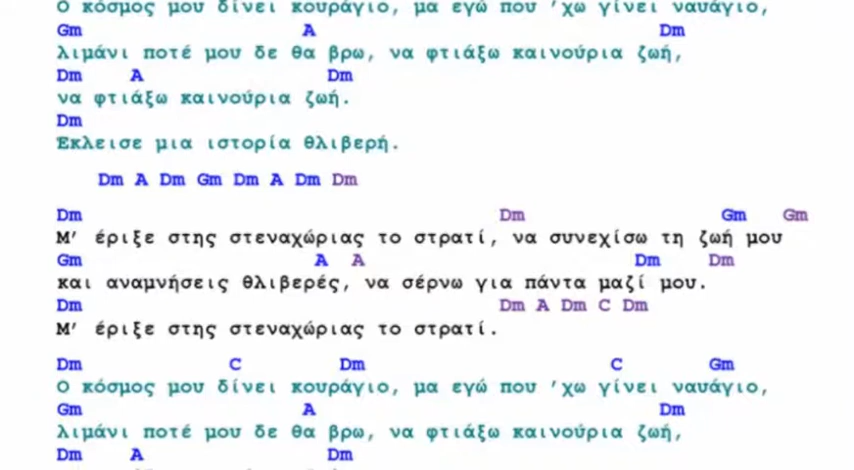 Ο κόσμος μου δίνει κουράγιο, μα εγώ που ’χω γίνει ναυάγιο,
Gm A Dm
λιμάνι ποτέ μου δε θα βρω, να φτιάξω καινούρια ζωή,
Dm A Dm
να φτιάξω καινούρια ζωή.
Dm
Έκλεισε μια ιστορία θλιβερή.
Dm A Dm Gm Dm A Dm Dm
Dm Dm Gm Gm
Μ’ έριξε στης στεναχώριας το στρατί, να συνεχίσω τη ζωή μου
Gm A A Dm Dm
και αναμνήσεις θλιβερές, να σέρνω για πάντα μαζί μου.
Dm Dm A Dm C Dm
Μ’ έριξε στης στεναχώριας το στρατί.
Dm C Dm C Gm
Ο κόσμος μου δίνει κουράγιο, μα εγώ που ’χω γίνει ναυάγιο,
Gm A Dm
λιμάνι ποτέ μου δε θα βρω, να φτιάξω καινούρια ζωή,
Dm A Dm